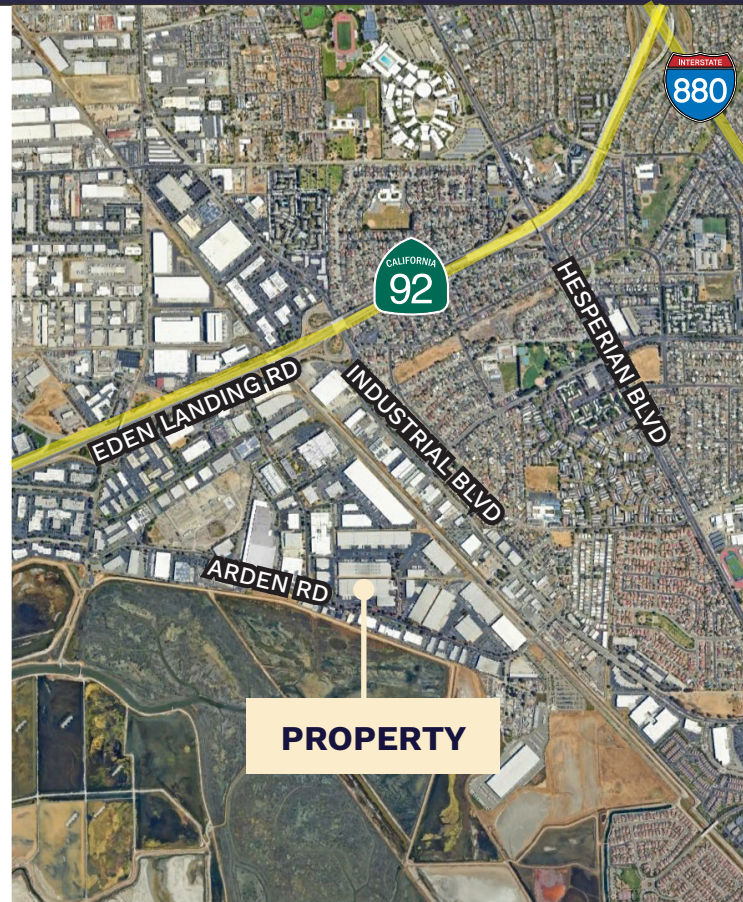 INTERSTATE
880
CALIFORNIA
92
HESPERIAN BLVD
EDEN LANDING RD
INDUSTRIAL BLVD
ARDEN RD
PROPERTY